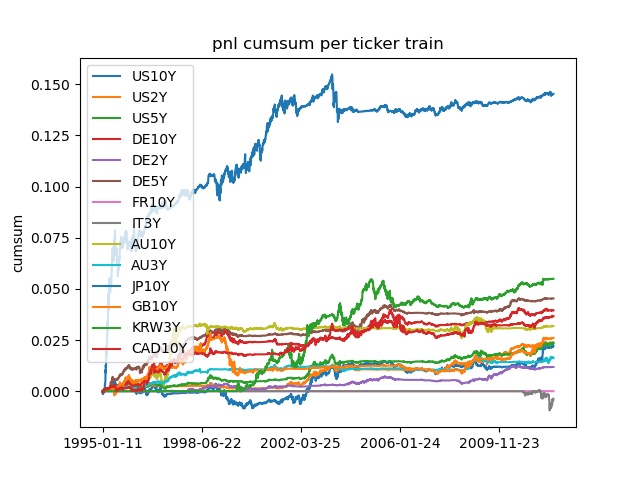 pnl cumsum per ticker train
cumsum
0.150
0.125
0.100
0.075
0.050
0.025
0.000
US10Y
US2Y
US5Y
DE10Y
DE2Y
DE5Y
FR10Y
IT3Y
AU10Y
AU3Y
JP10Y
GB10Y
KRW3Y
CAD10Y
1995-01-11 1998-06-22 2002-03-25 2006-01-24 2009-11-23